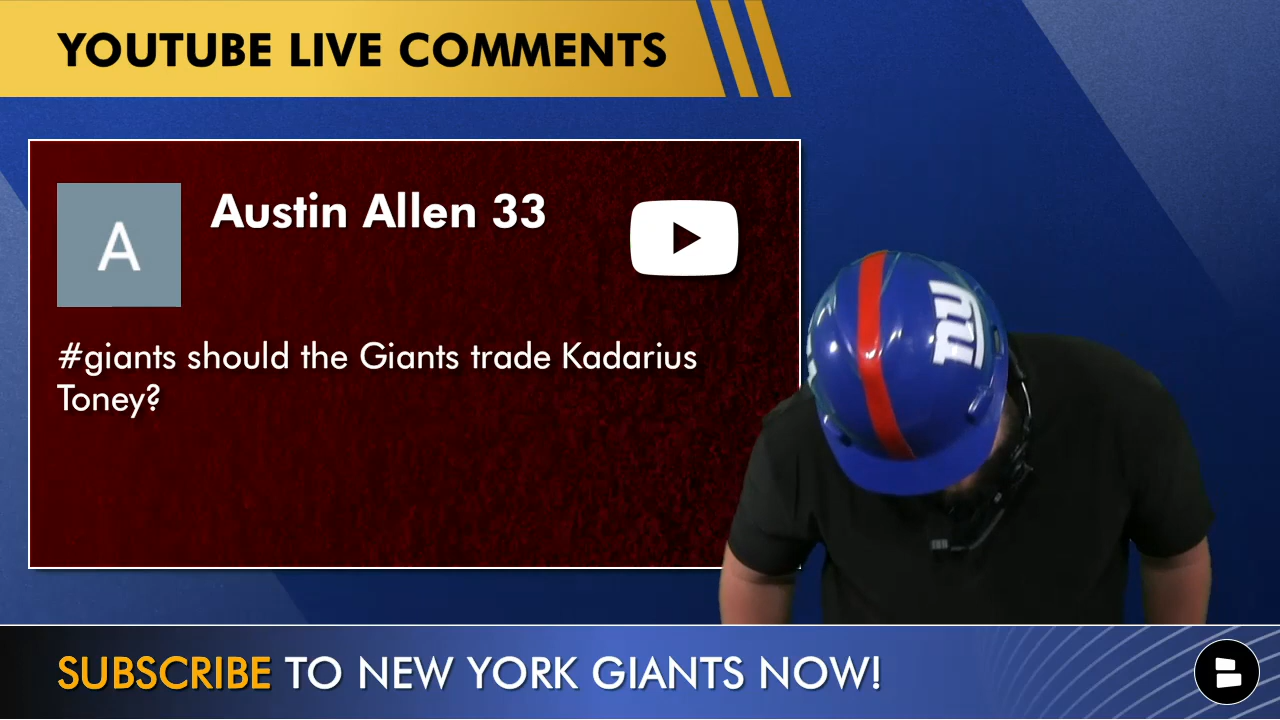 YOUTUBE LIVE COMMENTS
A
Austin Allen 33
#giants should the Giants trade Kadarius
Toney?
ny
SUBSCRIBE TO NEW YORK GIANTS NOW!